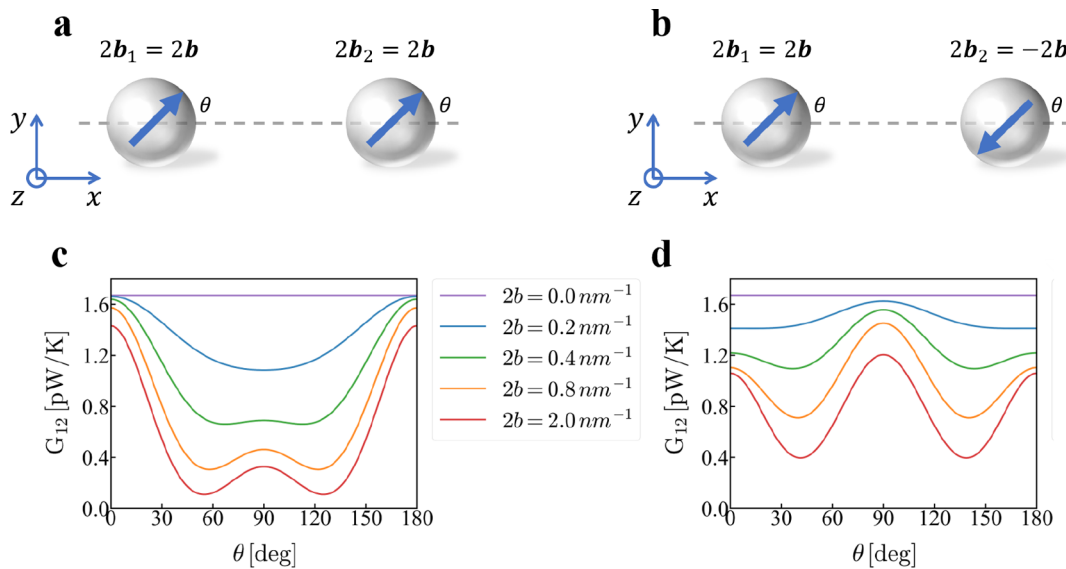 a
2b₁ = 2b
2b₂ = 2b
θ
θ
y
z
x
b
2b₁ = 2b
2b₂ = −2b
θ
θ
y
z
x
c
G₁₂ [pW/K]
1.6
1.2
0.8
0.4
0.0
0 30 60 90 120 150 180
θ [deg]
2b = 0.0 nm⁻¹
2b = 0.2 nm⁻¹
2b = 0.4 nm⁻¹
2b = 0.8 nm⁻¹
2b = 2.0 nm⁻¹
d
G₁₂ [pW/K]
1.6
1.2
0.8
0.4
0.0
0 30 60 90 120 150 180
θ [deg]